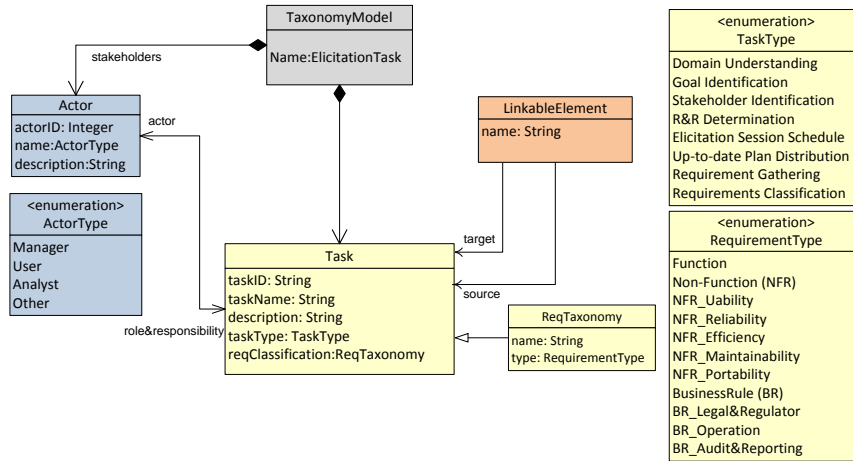 TaxonomyModel
Name:ElicitationTask
stakeholders
Actor
actorID: Integer
name:ActorType
description:String
actor
<enumeration>
ActorType
Manager
User
Analyst
Other
role&responsibility
LinkableElement
name: String
target
source
Task
taskID: String
taskName: String
description: String
taskType: TaskType
reqClassification:ReqTaxonomy
ReqTaxonomy
name: String
type: RequirementType
<enumeration>
TaskType
Domain Understanding
Goal Identification
Stakeholder Identification
R&R Determination
Elicitation Session Schedule
Up-to-date Plan Distribution
Requirement Gathering
Requirements Classification
<enumeration>
RequirementType
Function
Non-Function (NFR)
NFR_Uability
NFR_Reliability
NFR_Efficiency
NFR_Maintainability
NFR_Portability
BusinessRule (BR)
BR_Legal&Regulator
BR_Operation
BR_Audit&Reporting